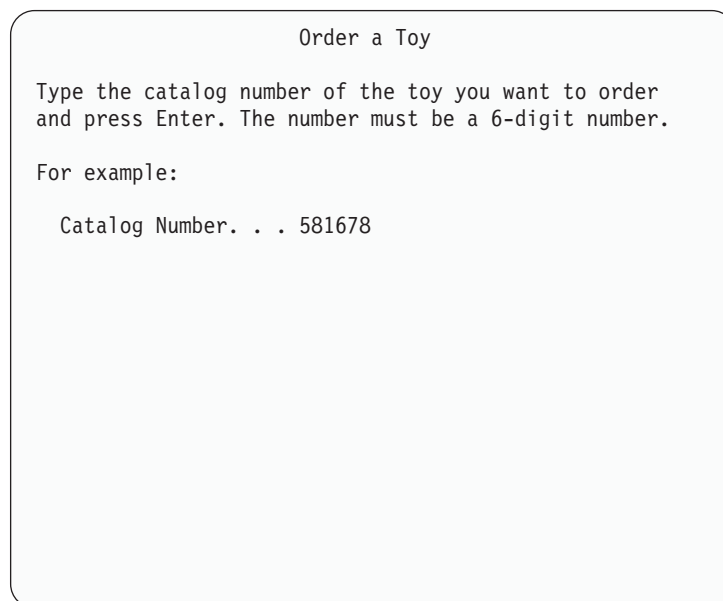 Order a Toy
Type the catalog number of the toy you want to order
and press Enter. The number must be a 6-digit number.
For example:
Catalog Number. . . 581678